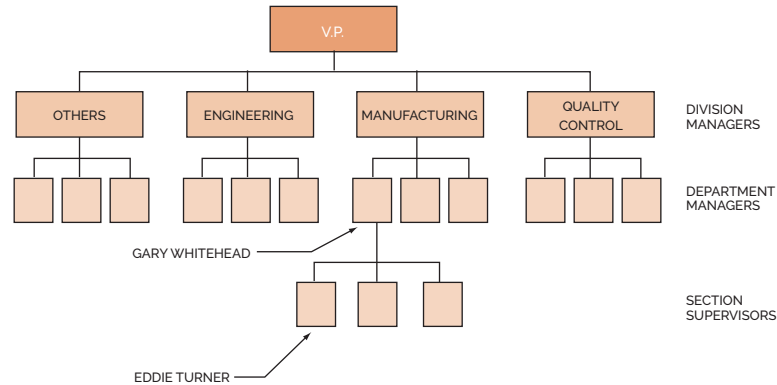 V.P.
OTHERS
ENGINEERING
MANUFACTURING
QUALITY
CONTROL
DIVISION
MANAGERS
DEPARTMENT
MANAGERS
GARY WHITEHEAD
SECTION
SUPERVISORS
EDDIE TURNER